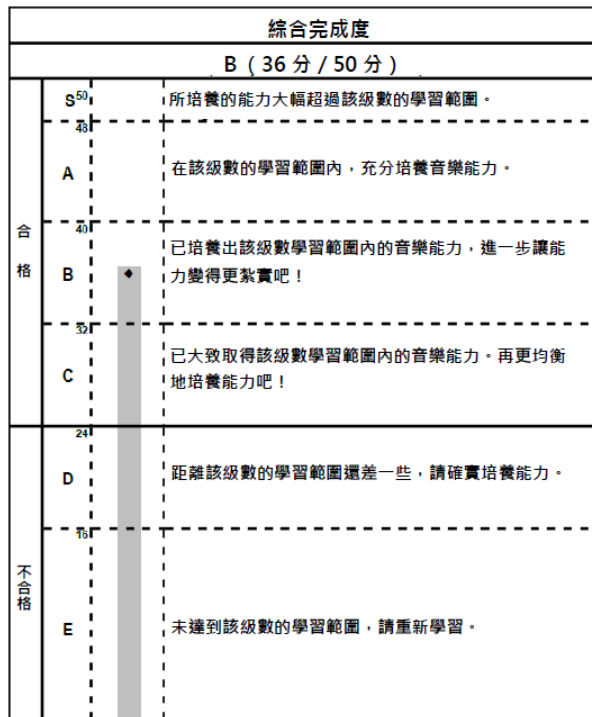 綜合完成度
B（36 分 / 50 分）
合格
S 50
所培養的能力大幅超過該級數的學習範圍。
48
A
在該級數的學習範圍內，充分培養音樂能力。
40
B
已培養出該級數學習範圍內的音樂能力，進一步讓能
力變得更紮實吧！
32
C
已大致取得該級數學習範圍內的音樂能力。再更均衡
地培養能力吧！
不合格
24
D
距離該級數的學習範圍還差一些，請確實培養能力。
16
E
未達到該級數的學習範圍，請重新學習。